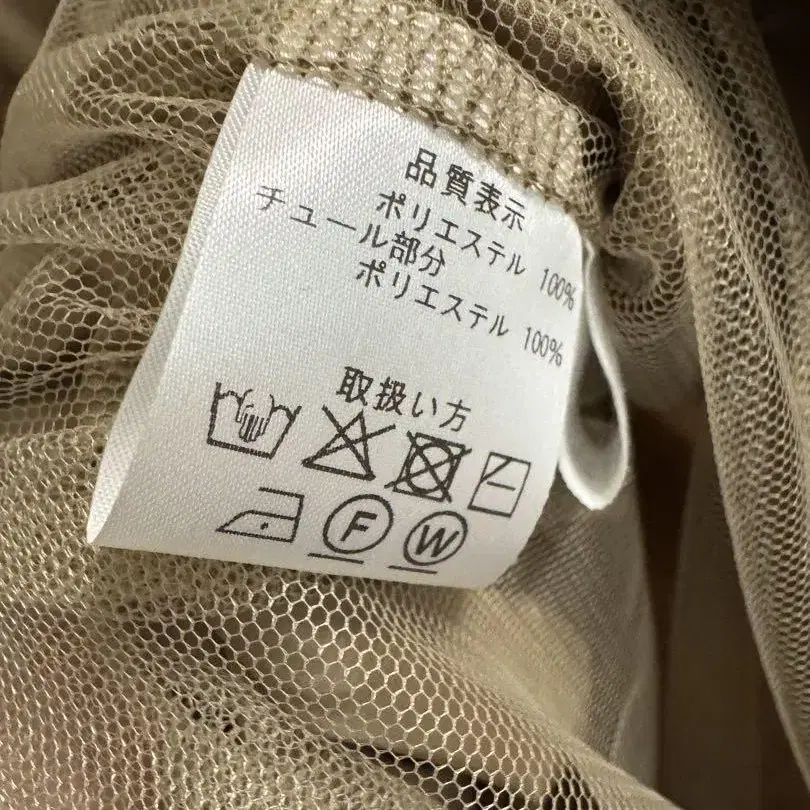 品質表示
ポリエステル 100%
チュール部分
ポリエステル 100%
取扱い方
F
W